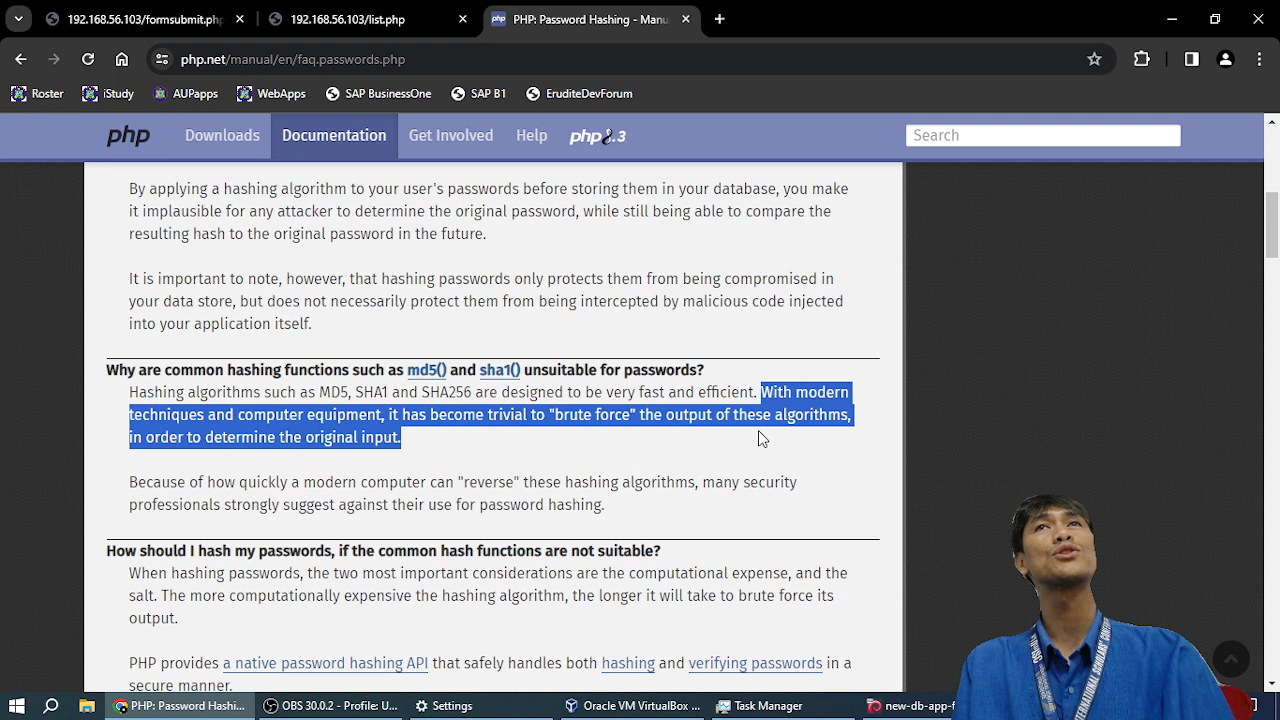 192.168.56.103/formsubmit.php
192.168.56.103/list.php
php PHP: Password Hashing - Manu
php.net/manual/en/faq.passwords.php
Roster
iStudy
AUPapps
WebApps
SAP BusinessOne
SAP B1
EruditeDevForum
php
Downloads
Documentation
Get Involved
Help
php8.3
Search
By applying a hashing algorithm to your user's passwords before storing them in your database, you make
it implausible for any attacker to determine the original password, while still being able to compare the
resulting hash to the original password in the future.
It is important to note, however, that hashing passwords only protects them from being compromised in
your data store, but does not necessarily protect them from being intercepted by malicious code injected
into your application itself.
Why are common hashing functions such as md5() and sha1() unsuitable for passwords?
Hashing algorithms such as MD5, SHA1 and SHA256 are designed to be very fast and efficient. With modern
techniques and computer equipment, it has become trivial to "brute force" the output of these algorithms,
in order to determine the original input.
Because of how quickly a modern computer can "reverse" these hashing algorithms, many security
professionals strongly suggest against their use for password hashing.
How should I hash my passwords, if the common hash functions are not suitable?
When hashing passwords, the two most important considerations are the computational expense, and the
salt. The more computationally expensive the hashing algorithm, the longer it will take to brute force its
output.
PHP provides a native password hashing API that safely handles both hashing and verifying passwords in a
secure manner.
PHP: Password Hashi...
OBS 30.0.2 - Profile: U...
Settings
Oracle VM VirtualBox ...
Task Manager
new-db-app-f